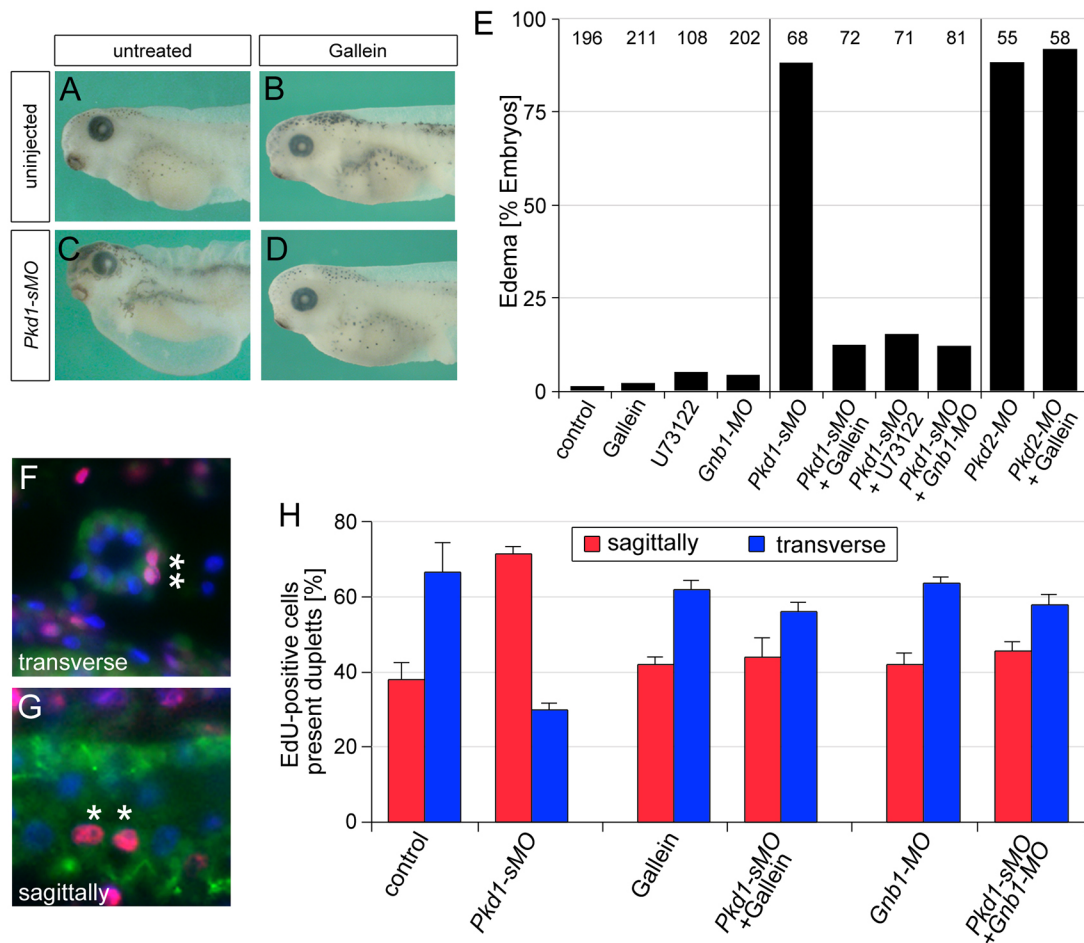 untreated
Gallein
uninjected
Pkd1-sMO
A
B
C
D
E
Edema [% Embryos]
100
75
50
25
0
196
211
108
202
68
72
71
81
55
58
control
Gallein
U73122
Gnb1-MO
Pkd1-sMO
Pkd1-sMO
+ Gallein
Pkd1-sMO
+ U73122
Pkd1-sMO
+ Gnb1-MO
Pkd2-MO
Pkd2-MO
+ Gallein
F
transverse
* *
G
sagittally
* *
H
EdU-positive cells
present dupletts [%]
80
60
40
20
0
sagittally
transverse
control
Pkd1-sMO
Gallein
Pkd1-sMO
+Gallein
Gnb1-MO
Pkd1-sMO
+Gnb1-MO